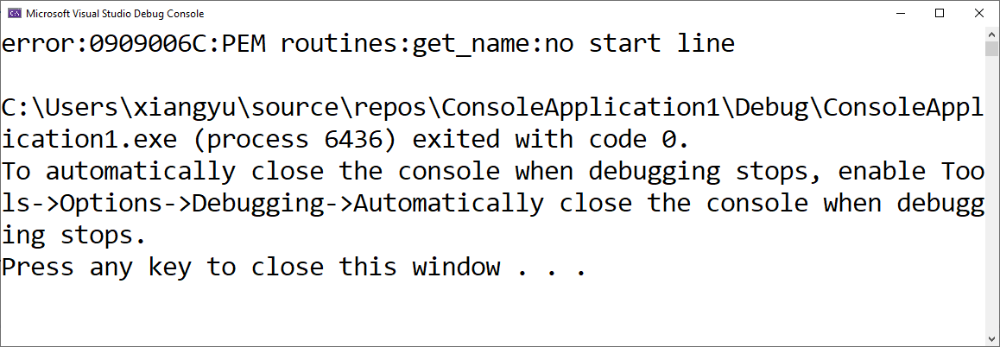 Microsoft Visual Studio Debug Console
error:0909006C:PEM routines:get_name:no start line
C:\Users\xiangyu\source\repos\ConsoleApplication1\Debug\ConsoleAppl
ication1.exe (process 6436) exited with code 0.
To automatically close the console when debugging stops, enable Too
ls->Options->Debugging->Automatically close the console when debugg
ing stops.
Press any key to close this window . . .